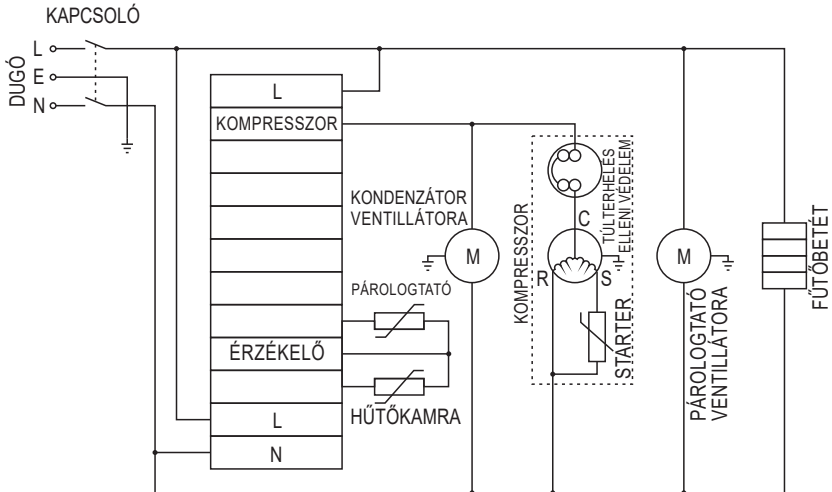 KAPCSOLÓ
DUGÓ
L
E
N
L
KOMPRESSZOR
ÉRZÉKELŐ
L
N
KONDENZÁTOR
VENTILLÁTORA
M
PÁROLOGTATÓ
HŰTŐKAMRA
KOMPRESSZOR
TÚLTERHELÉS
ELLENI VÉDELEM
C
R
S
STARTER
M
PÁROLOGTATÓ
VENTILLÁTORA
FŰTŐBETÉT